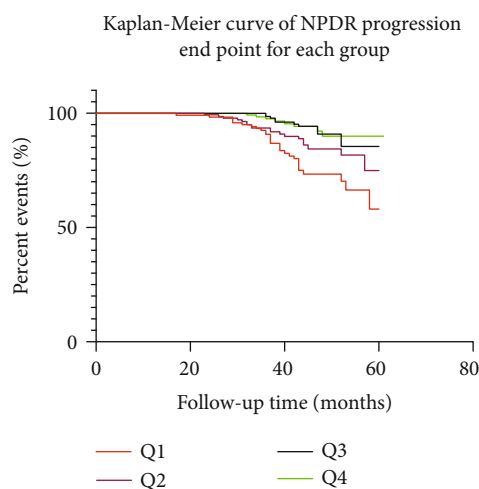 Kaplan-Meier curve of NPDR progression
end point for each group
Percent events (%)
100
50
0
0 20 40 60 80
Follow-up time (months)
Q1 Q3
Q2 Q4